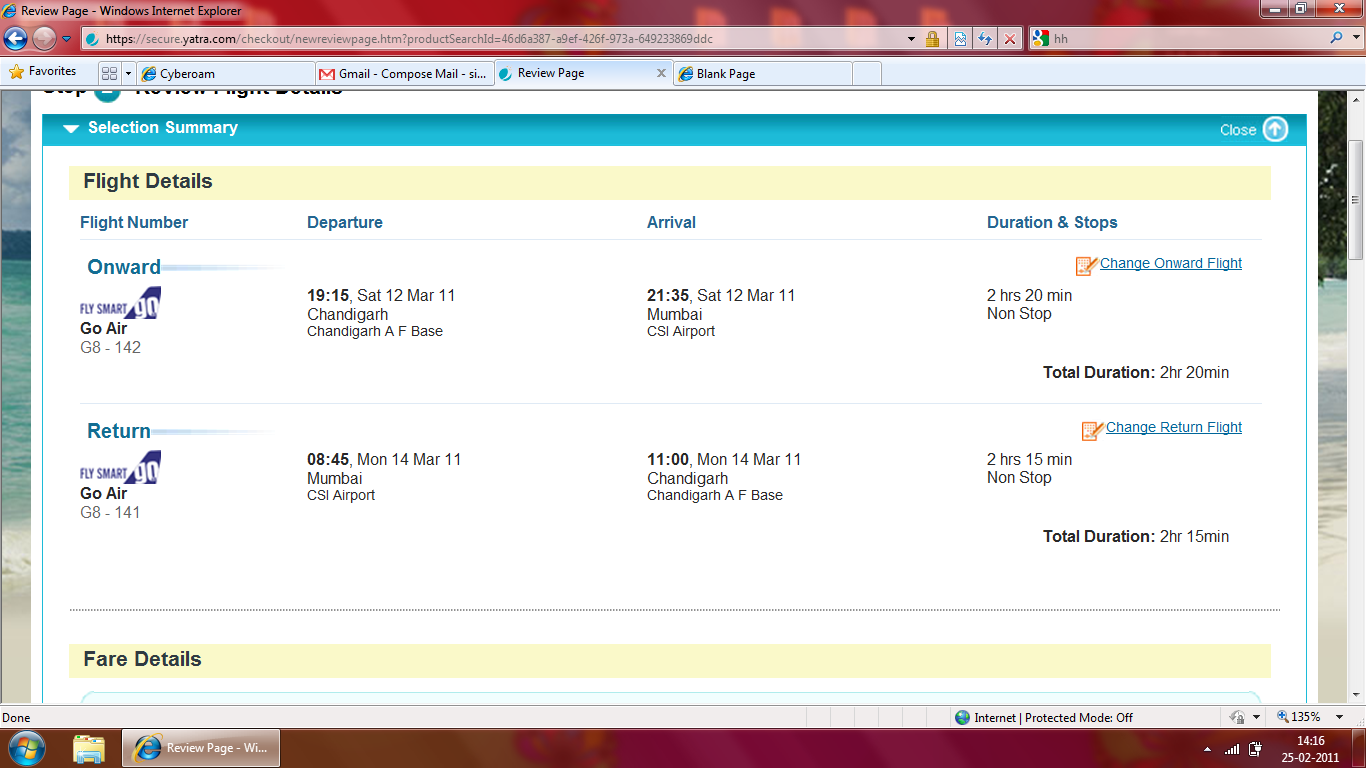 Review Page - Windows Internet Explorer
https://secure.yatra.com/checkout/newreviewpage.htm?productSearchId=46d6a387-a9ef-426f-973a-649233869ddc
hh
Favorites
Cyberoam
Gmail - Compose Mail - si...
Review Page
Blank Page
Step 2 Review Flight Details
Selection Summary
Close
Flight Details
Flight Number Departure Arrival Duration & Stops
Onward
Change Onward Flight
FLY SMART go
Go Air
G8 - 142
19:15, Sat 12 Mar 11
Chandigarh
Chandigarh A F Base
21:35, Sat 12 Mar 11
Mumbai
CSI Airport
2 hrs 20 min
Non Stop
Total Duration: 2hr 20min
Return
Change Return Flight
FLY SMART go
Go Air
G8 - 141
08:45, Mon 14 Mar 11
Mumbai
CSI Airport
11:00, Mon 14 Mar 11
Chandigarh
Chandigarh A F Base
2 hrs 15 min
Non Stop
Total Duration: 2hr 15min
Fare Details
Done
Internet | Protected Mode: Off
135%
Review Page - Wi...
14:16
25-02-2011